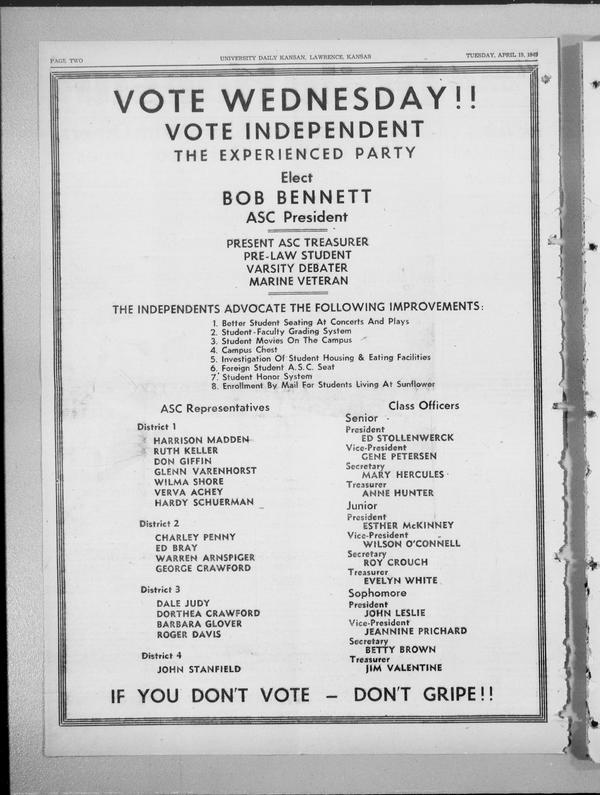 PAGE TWO
UNIVERSITY DAILY KANSAN, LAWRENCE, KANSAS
TUESDAY, APRIL 19, 1949
VOTE WEDNESDAY!!
VOTE INDEPENDENT
THE EXPERIENCED PARTY
Elect
BOB BENNETT
ASC President
PRESENT ASC TREASURER
PRE-LAW STUDENT
VARSITY DEBATER
MARINE VETERAN
THE INDEPENDENTS ADVOCATE THE FOLLOWING IMPROVEMENTS:
1. Better Student Seating At Concerts And Plays
2. Student-Faculty Grading System
3. Student Movies On The Campus
4. Campus Chest
5. Investigation Of Student Housing & Eating Facilities
6. Foreign Student A.S.C. Seat
7. Student Honor System
8. Enrollment By Mail For Students Living At Sunflower
ASC Representatives
District 1
HARRISON MADDEN
RUTH KELLER
DON GIFFIN
GLENN VARENHORST
WILMA SHORE
VERVA ACHEY
HARDY SCHUERMAN
District 2
CHARLEY PENNY
ED BRAY
WARREN ARNSPIGER
GEORGE CRAWFORD
District 3
DALE JUDY
DORTHEA CRAWFORD
BARBARA GLOVER
ROGER DAVIS
District 4
JOHN STANFIELD
Class Officers
Senior
President
ED STOLLENWERCK
Vice-President
GENE PETERSEN
Secretary
MARY HERCULES
Treasurer
ANNE HUNTER
Junior
President
ESTHER McKINNEY
Vice-President
WILSON O'CONNELL
Secretary
ROY CROUCH
Treasurer
EVELYN WHITE
Sophomore
President
JOHN LESLIE
Vice-President
JEANNINE PRICHARD
Secretary
BETTY BROWN
Treasurer
JIM VALENTINE
IF YOU DON'T VOTE – DON'T GRIPE!!